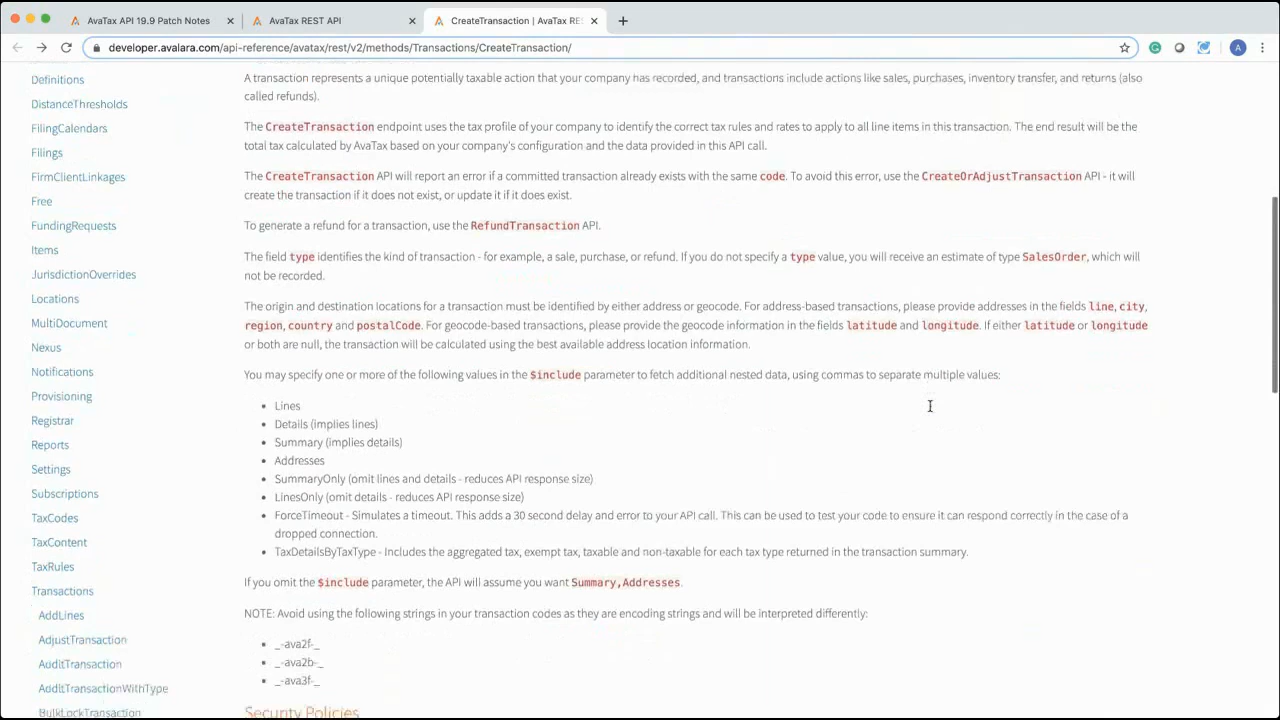 AvaTax API 19.9 Patch Notes
AvaTax REST API
CreateTransaction | AvaTax RES
developer.avalara.com/api-reference/avatax/rest/v2/methods/Transactions/CreateTransaction/
A
Definitions
DistanceThresholds
FilingCalendars
Filings
FirmClientLinkages
Free
FundingRequests
Items
JurisdictionOverrides
Locations
MultiDocument
Nexus
Notifications
Provisioning
Registrar
Reports
Settings
Subscriptions
TaxCodes
TaxContent
TaxRules
Transactions
AddLines
AdjustTransaction
AuditTransaction
AuditTransactionWithType
BulkLockTransaction
A transaction represents a unique potentially taxable action that your company has recorded, and transactions include actions like sales, purchases, inventory transfer, and returns (also
called refunds).
The CreateTransaction endpoint uses the tax profile of your company to identify the correct tax rules and rates to apply to all line items in this transaction. The end result will be the
total tax calculated by AvaTax based on your company's configuration and the data provided in this API call.
The CreateTransaction API will report an error if a committed transaction already exists with the same code. To avoid this error, use the CreateOrAdjustTransaction API - it will
create the transaction if it does not exist, or update it if it does exist.
To generate a refund for a transaction, use the RefundTransaction API.
The field type identifies the kind of transaction - for example, a sale, purchase, or refund. If you do not specify a type value, you will receive an estimate of type SalesOrder, which will
not be recorded.
The origin and destination locations for a transaction must be identified by either address or geocode. For address-based transactions, please provide addresses in the fields line, city,
region, country and postalCode. For geocode-based transactions, please provide the geocode information in the fields latitude and longitude. If either latitude or longitude
or both are null, the transaction will be calculated using the best available address location information.
You may specify one or more of the following values in the $include parameter to fetch additional nested data, using commas to separate multiple values:
• Lines
• Details (implies lines)
• Summary (implies details)
• Addresses
• SummaryOnly (omit lines and details - reduces API response size)
• LinesOnly (omit details - reduces API response size)
• ForceTimeout - Simulates a timeout. This adds a 30 second delay and error to your API call. This can be used to test your code to ensure it can respond correctly in the case of a
dropped connection.
• TaxDetailsByTaxType - Includes the aggregated tax, exempt tax, taxable and non-taxable for each tax type returned in the transaction summary.
If you omit the $include parameter, the API will assume you want Summary,Addresses.
NOTE: Avoid using the following strings in your transaction codes as they are encoding strings and will be interpreted differently:
• _-ava2f-_
• _-ava2b-_
• _-ava3f-_
Security Policies